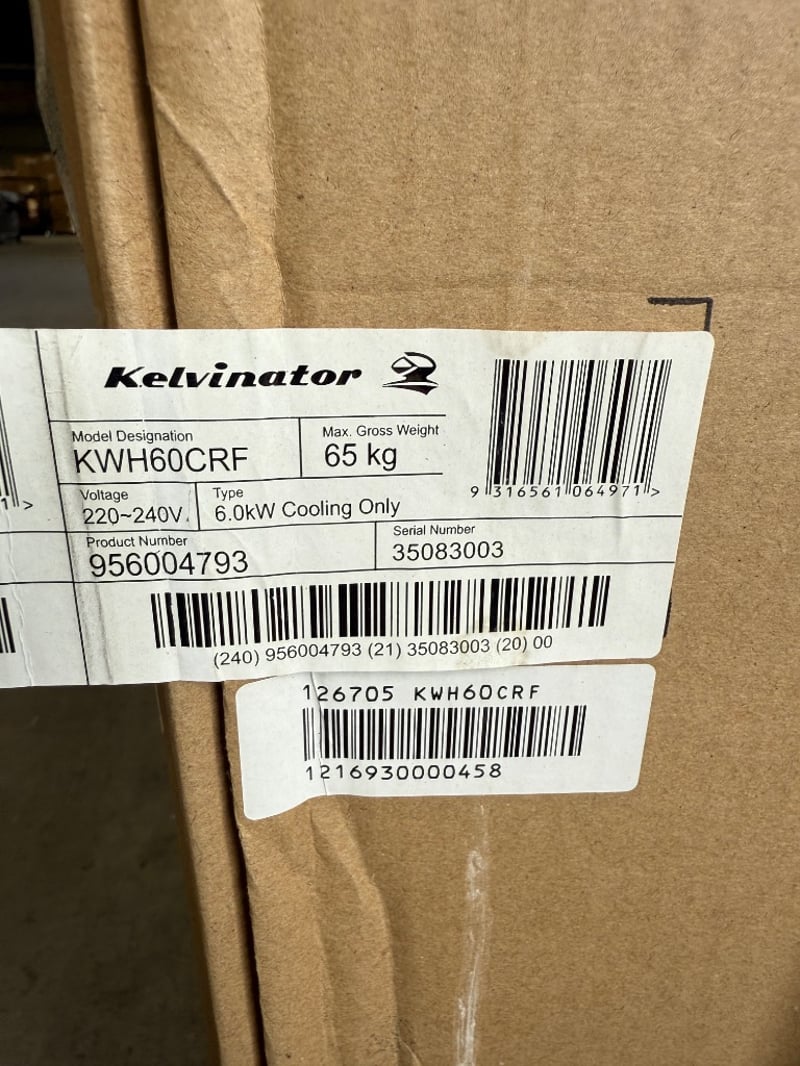 Kelvinator
Model Designation
KWH60CRF
Max. Gross Weight
65 kg
9 316561 064971 >
1 >
Voltage
220~240V
Type
6.0kW Cooling Only
Product Number
956004793
Serial Number
35083003
(240) 956004793 (21) 35083003 (20) 00
126705 KWH60CRF
1216930000458